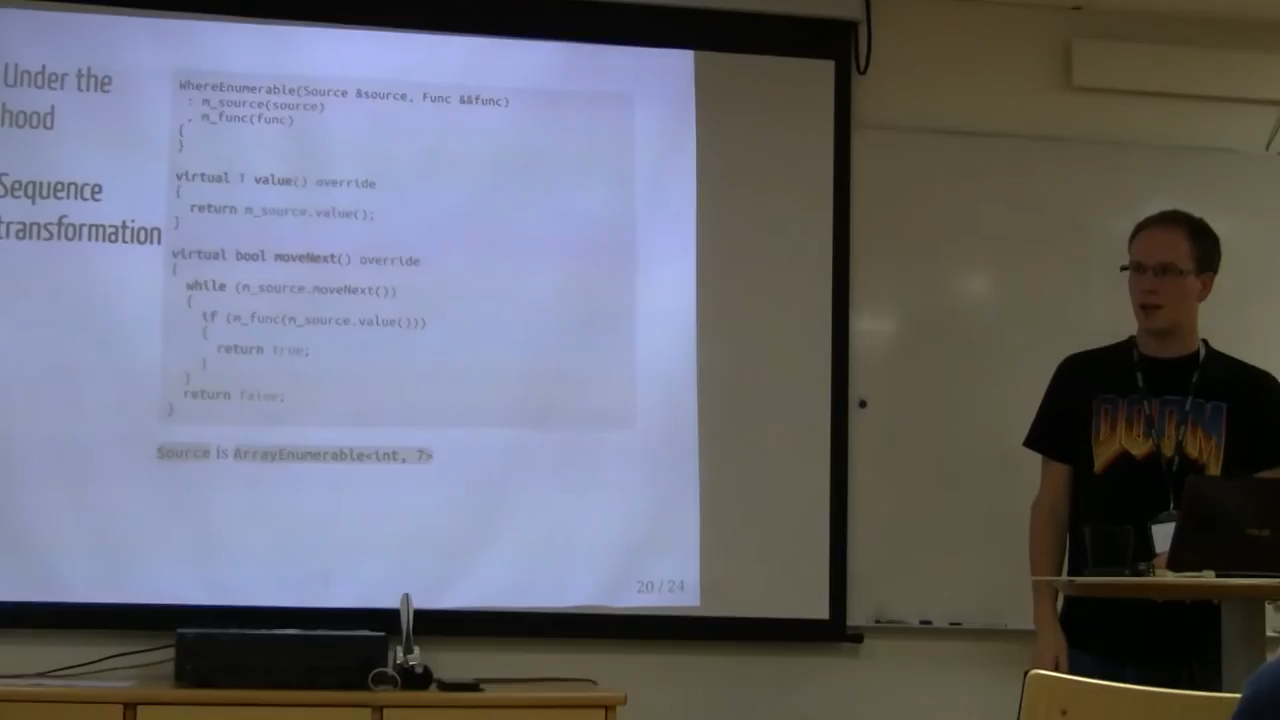 Under the
hood
Sequence
transformation
WhereEnumerable(Source &source, Func &&func)
: m_source(source)
, m_func(func)
{
}
virtual T value() override
{
return m_source.value();
}
virtual bool moveNext() override
{
while (m_source.moveNext())
{
if (m_func(m_source.value()))
{
return true;
}
}
return false;
}
Source is ArrayEnumerable<int, 7>
20 / 24
DOOM